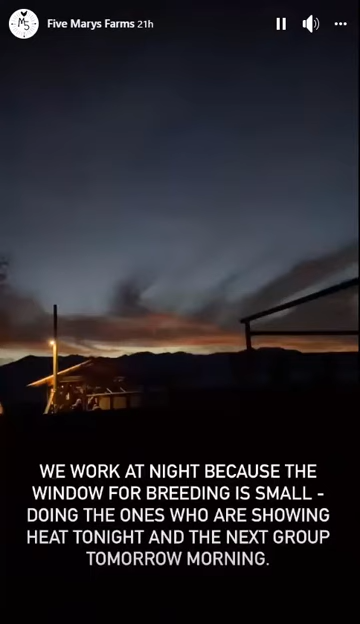 M5
Five Marys Farms 21h
WE WORK AT NIGHT BECAUSE THE
WINDOW FOR BREEDING IS SMALL -
DOING THE ONES WHO ARE SHOWING
HEAT TONIGHT AND THE NEXT GROUP
TOMORROW MORNING.